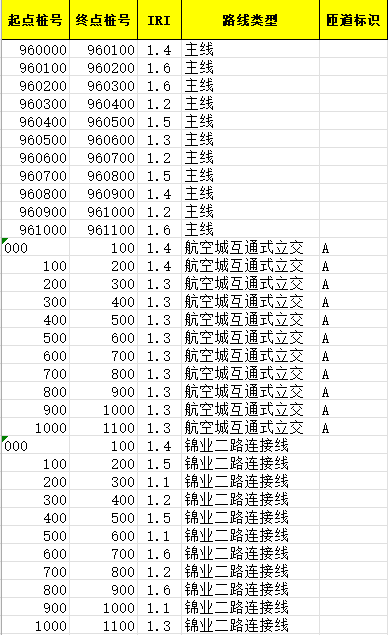 起点桩号 终点桩号 IRI 路线类型 匝道标识
960000 960100 1.4 主线
960100 960200 1.6 主线
960200 960300 1.6 主线
960300 960400 1.2 主线
960400 960500 1.5 主线
960500 960600 1.3 主线
960600 960700 1.2 主线
960700 960800 1.5 主线
960800 960900 1.4 主线
960900 961000 1.2 主线
961000 961100 1.6 主线
000 100 1.4 航空城互通式立交 A
100 200 1.4 航空城互通式立交 A
200 300 1.3 航空城互通式立交 A
300 400 1.3 航空城互通式立交 A
400 500 1.3 航空城互通式立交 A
500 600 1.3 航空城互通式立交 A
600 700 1.3 航空城互通式立交 A
700 800 1.3 航空城互通式立交 A
800 900 1.3 航空城互通式立交 A
900 1000 1.3 航空城互通式立交 A
1000 1100 1.3 航空城互通式立交 A
000 100 1.4 锦业二路连接线
100 200 1.5 锦业二路连接线
200 300 1.1 锦业二路连接线
300 400 1.2 锦业二路连接线
400 500 1.5 锦业二路连接线
500 600 1.1 锦业二路连接线
600 700 1.6 锦业二路连接线
700 800 1.2 锦业二路连接线
800 900 1.6 锦业二路连接线
900 1000 1.1 锦业二路连接线
1000 1100 1.3 锦业二路连接线